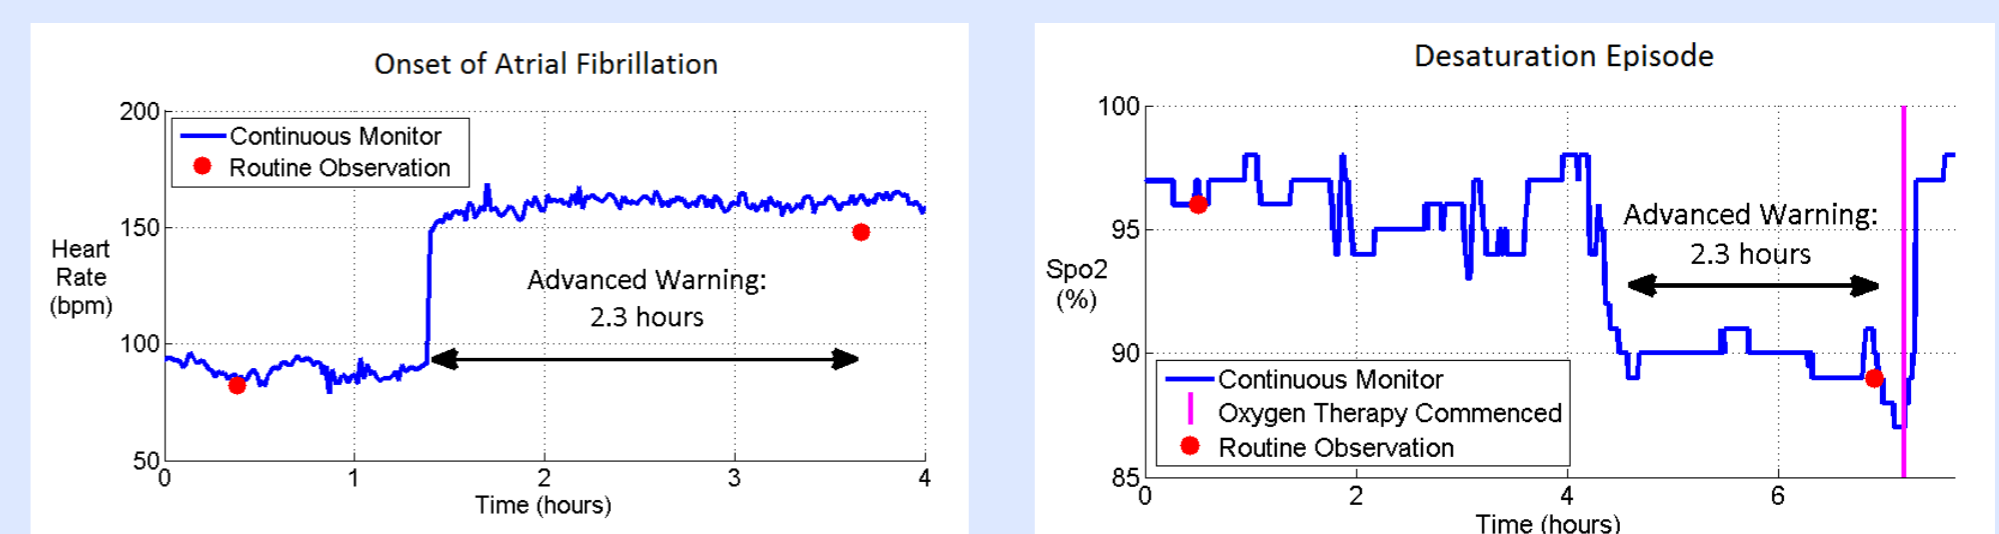 Onset of Atrial Fibrillation
200
150
100
50
Heart
Rate
(bpm)
Continuous Monitor
Routine Observation
Advanced Warning:
2.3 hours
0 1 2 3 4
Time (hours)
Desaturation Episode
100
95
90
85
Spo2
(%)
Advanced Warning:
2.3 hours
Continuous Monitor
Oxygen Therapy Commenced
Routine Observation
0 2 4 6
Time (hours)